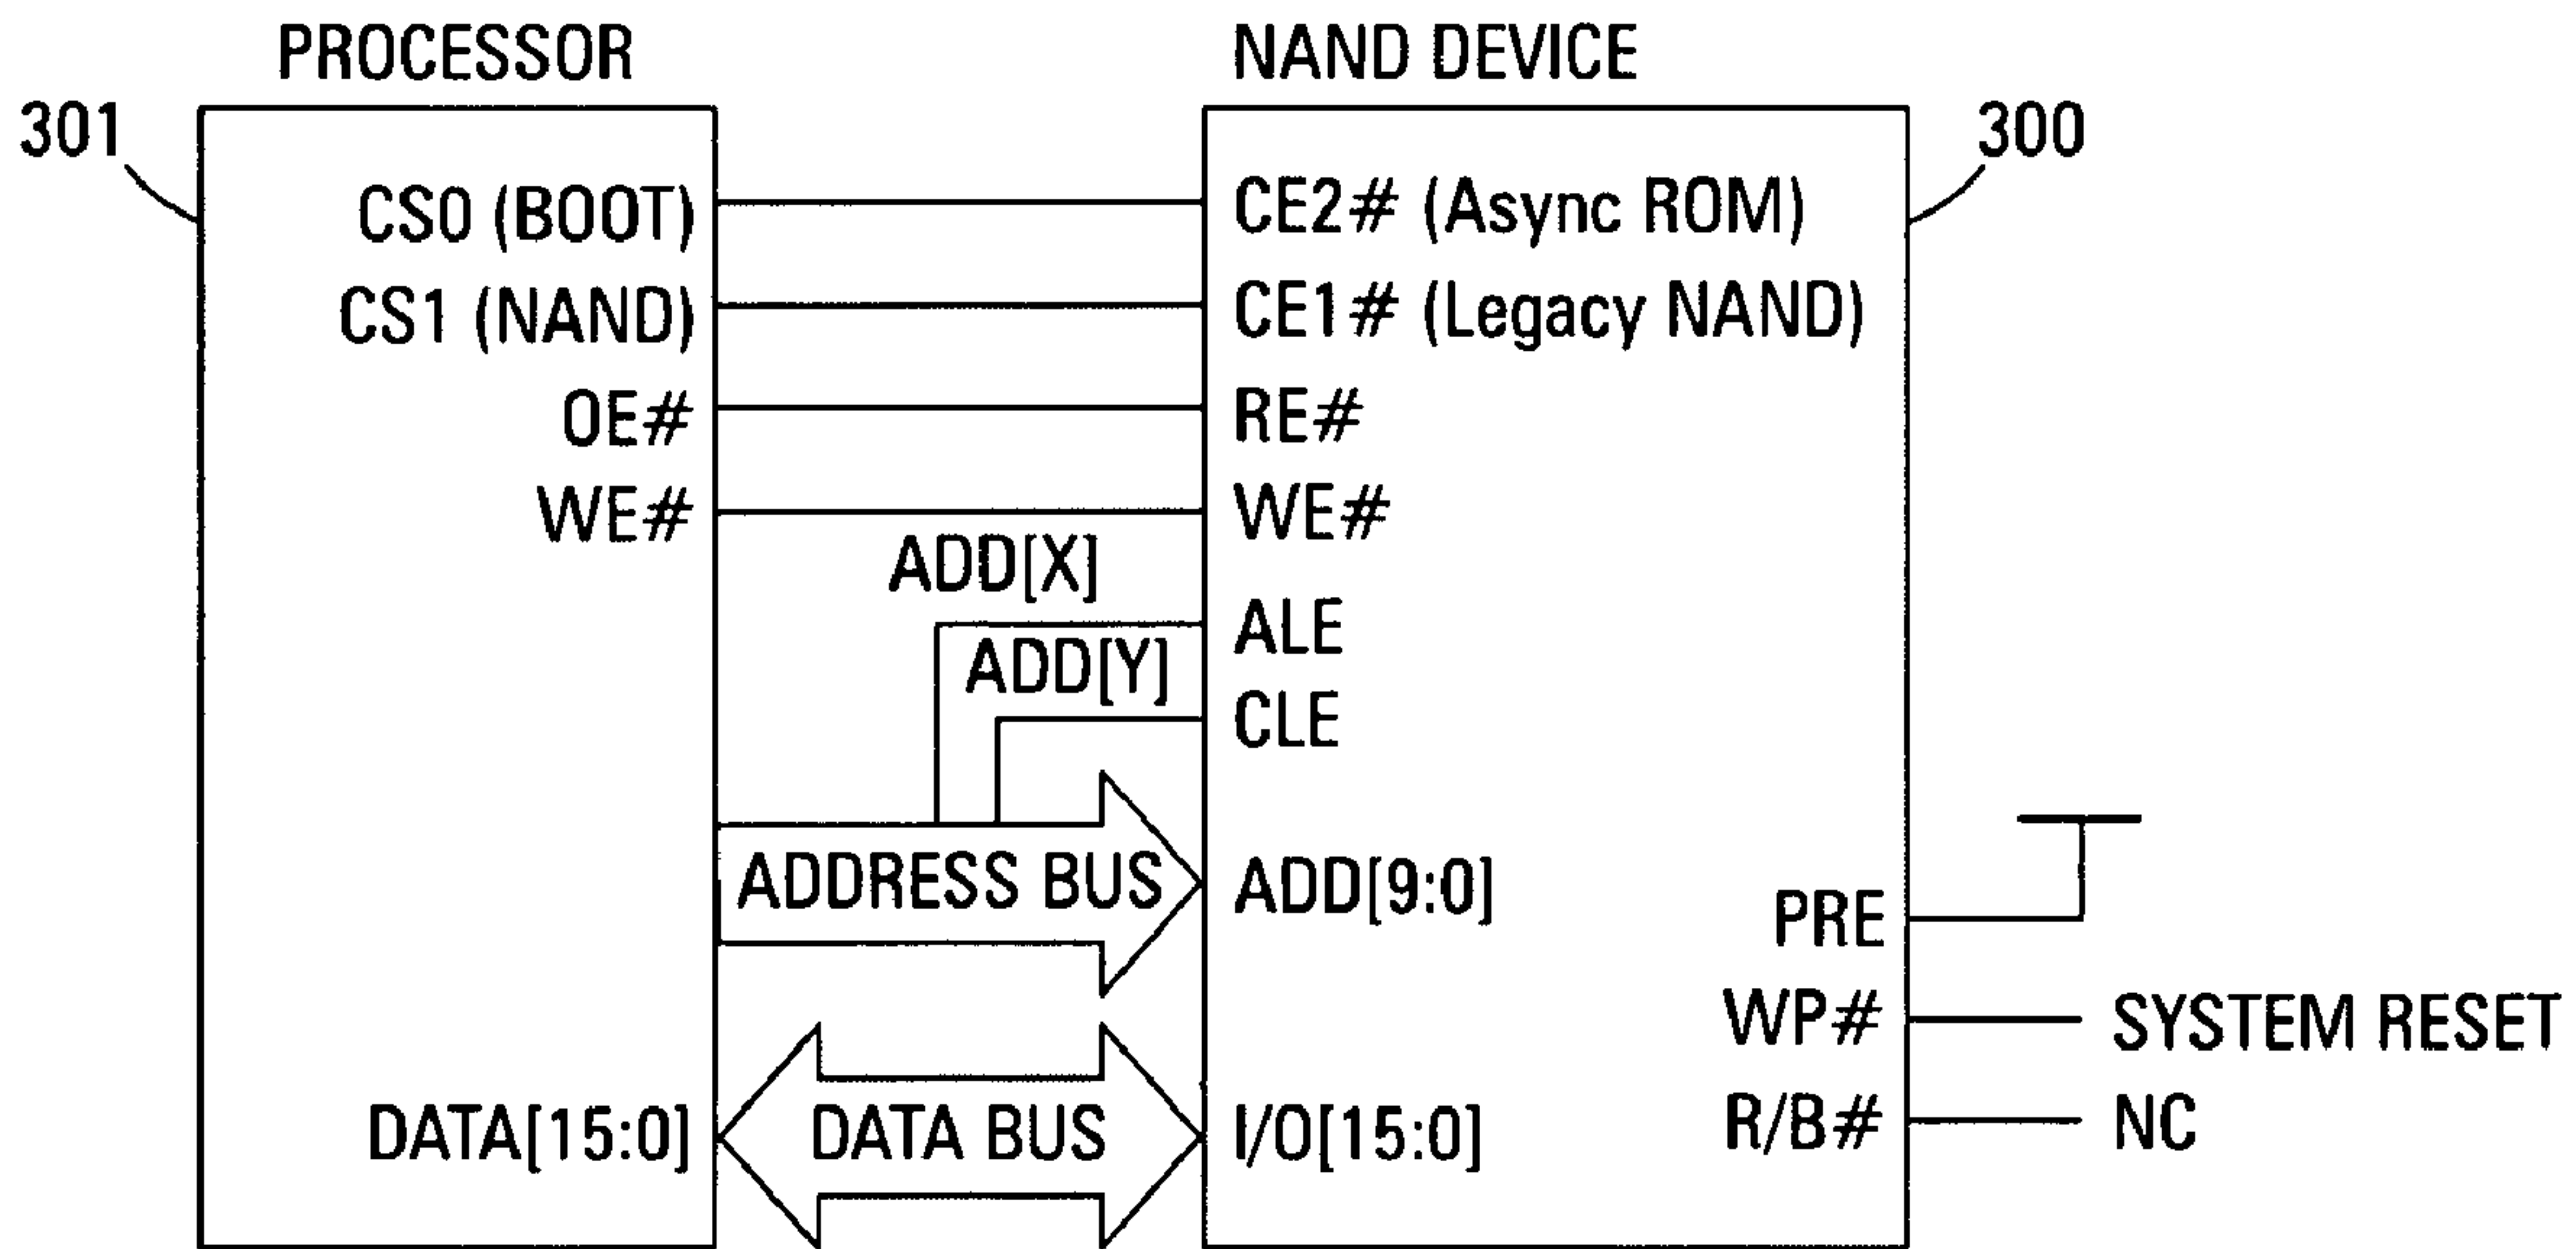 PROCESSOR
NAND DEVICE
301
300
CS0 (BOOT)
CE2# (Async ROM)
CS1 (NAND)
CE1# (Legacy NAND)
OE#
RE#
WE#
WE#
ADD[X]
ALE
ADD[Y]
CLE
ADDRESS BUS
ADD[9:0]
PRE
WP#
SYSTEM RESET
DATA[15:0]
DATA BUS
I/O[15:0]
R/B#
NC